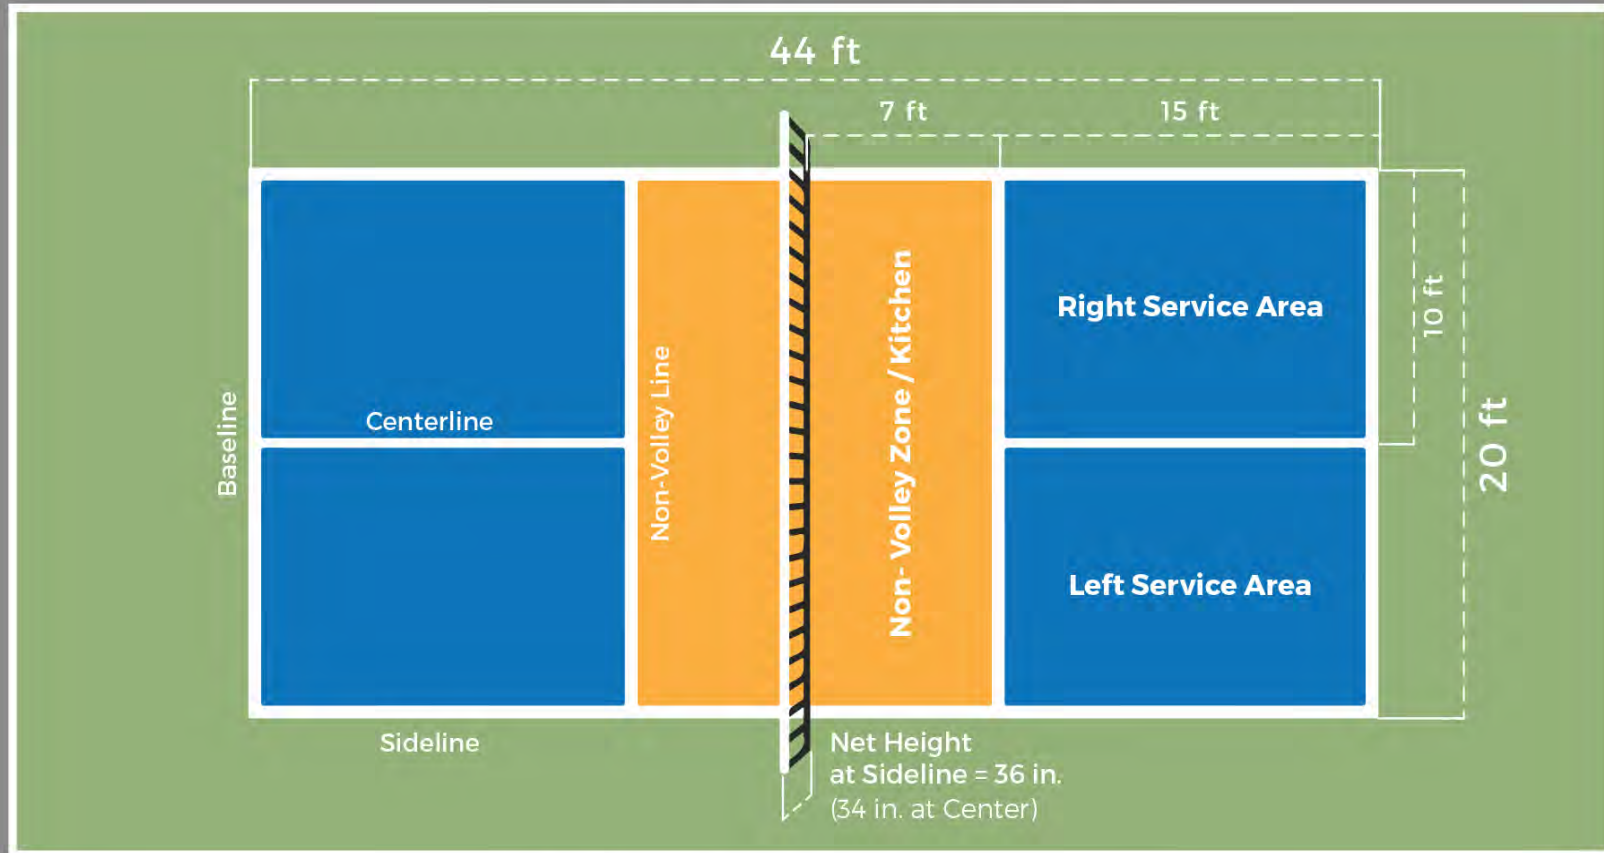 44 ft
7 ft
15 ft
Right Service Area
10 ft
Non- Volley Zone / Kitchen
Non-Volley Line
Centerline
Baseline
20 ft
Left Service Area
Sideline
Net Height
at Sideline = 36 in.
(34 in. at Center)